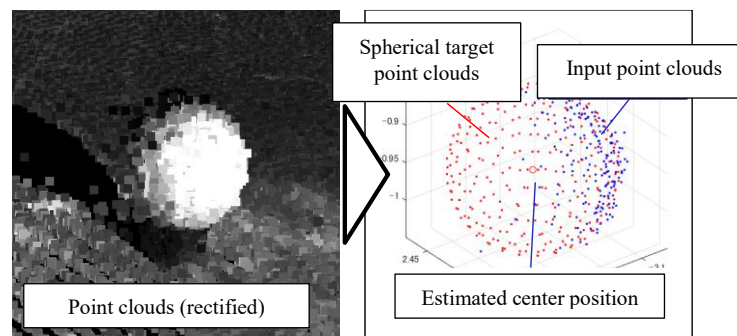 Spherical target
point clouds
Input point clouds
−0.9
0.95
−1
2.45
Point clouds (rectified)
Estimated center position